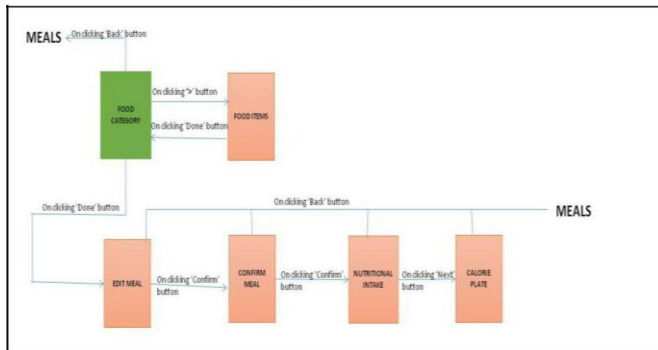 On clicking 'Back' button
MEALS
FOOD
CATEGORY
On clicking '>' button
On clicking 'Done' button
FOOD ITEMS
On clicking 'Done' button
On clicking 'Back' button
MEALS
EDIT MEAL
On clicking 'Confirm'
button
CONFIRM
MEAL
On clicking 'Confirm'
button
NUTRITIONAL
INTAKE
On clicking 'Next'
button
CALORIE
PLATE